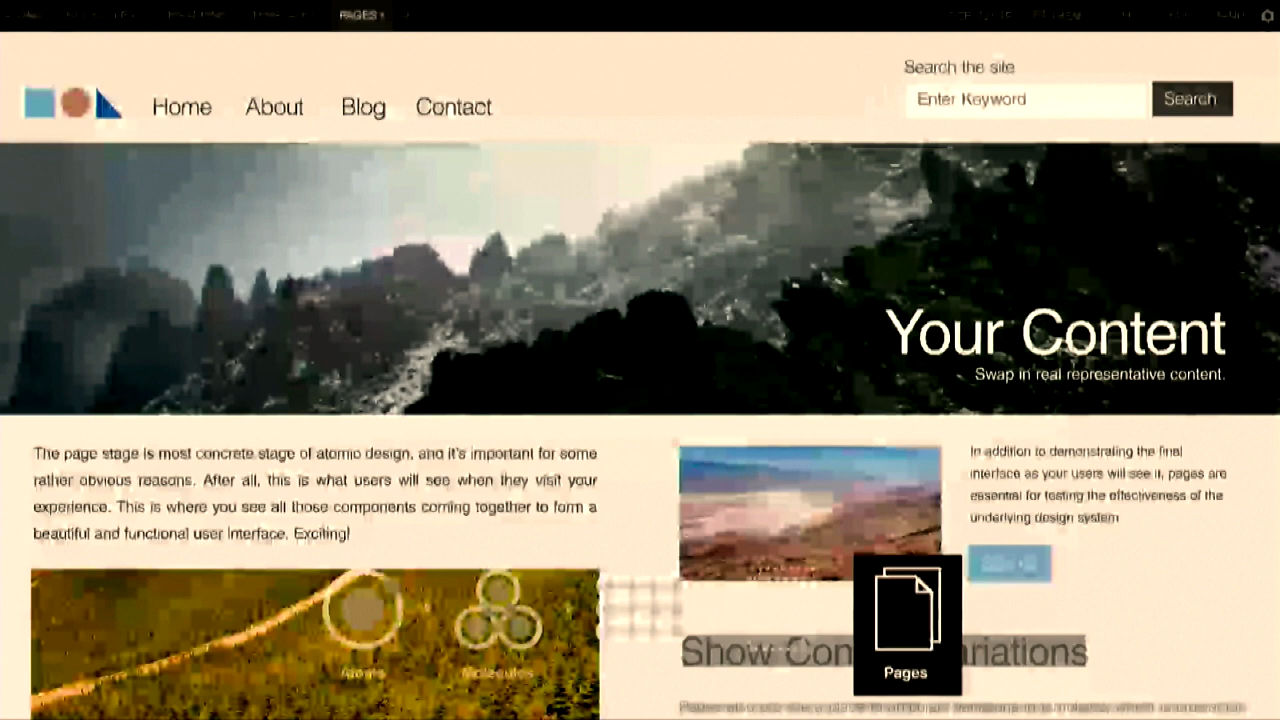 PAGES
Search the site
Home About Blog Contact
Enter Keyword
Search
Your Content
Swap in real representative content.
The page stage is most concrete stage of atomic design, and it's important for some
rather obvious reasons. After all, this is what users will see when they visit your
experience. This is where you see all those components coming together to form a
beautiful and functional user interface. Exciting!
In addition to demonstrating the final
interface as your users will see it, pages are
essential for testing the effectiveness of the
underlying design system
Atoms
Molecules
Show Con
ariations
Pages